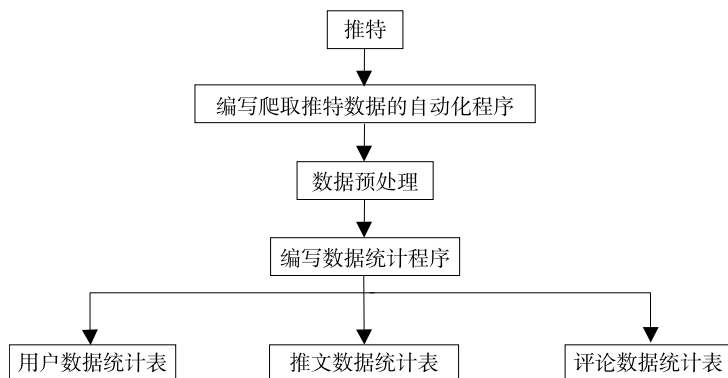 推特
编写爬取推特数据的自动化程序
数据预处理
编写数据统计程序
用户数据统计表
推文数据统计表
评论数据统计表